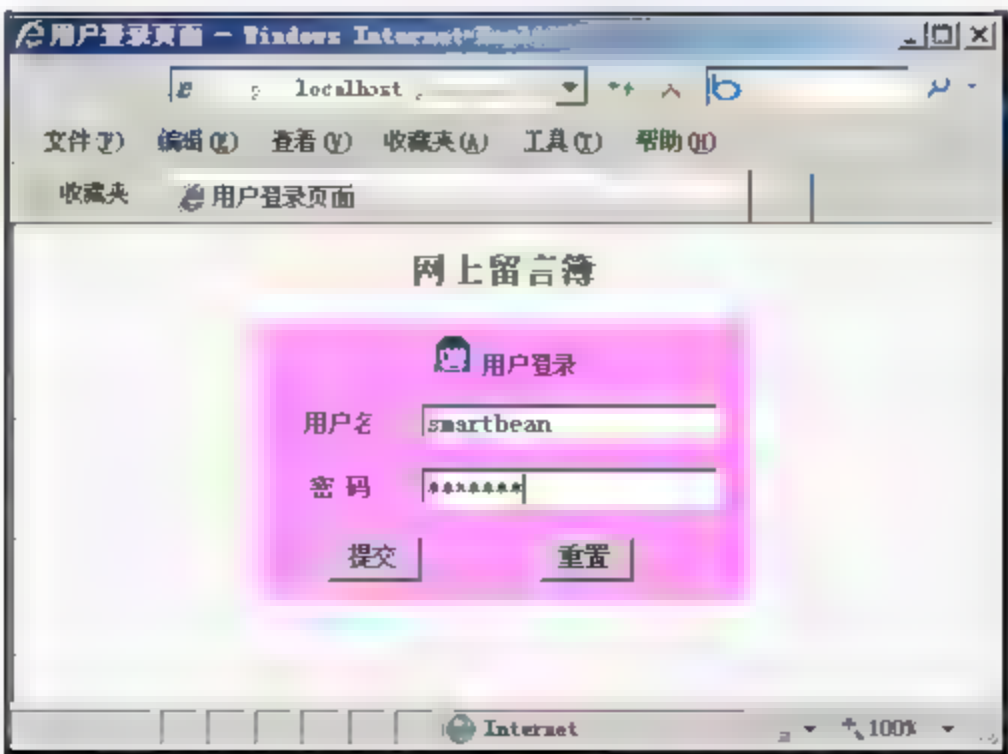 用户登录页面 - Windows Internet
localhost
文件(F) 编辑(E) 查看(V) 收藏夹(A) 工具(T) 帮助(H)
收藏夹 用户登录页面
网上留言簿
用户登录
用户名 smartbean
密 码 *******
提交 重置
Internet 100%